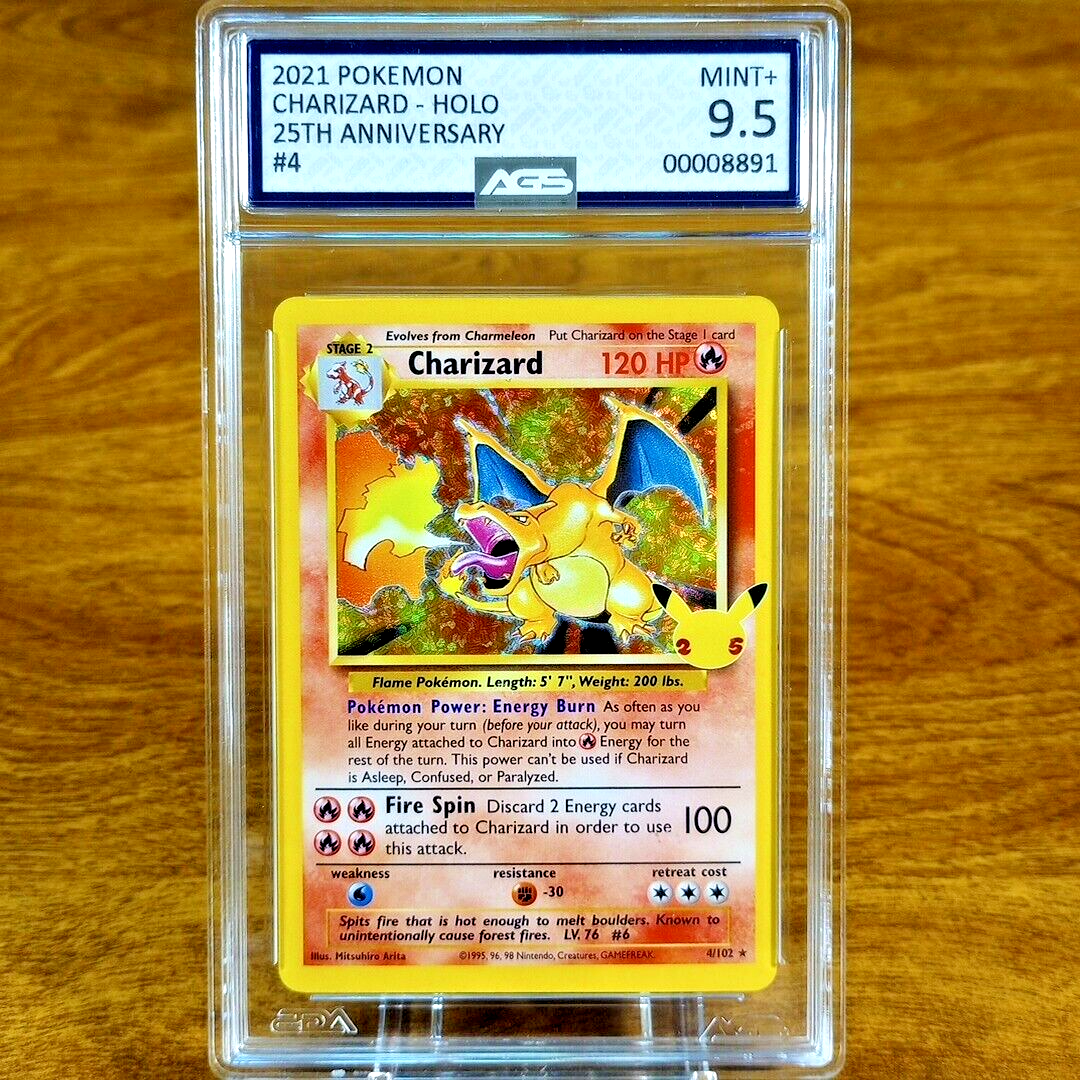 2021 POKEMON
CHARIZARD - HOLO
25TH ANNIVERSARY
#4
MINT+
9.5
00008891
AGS
Evolves from Charmeleon Put Charizard on the Stage 1 card
STAGE 2
Charizard 120 HP
25
Flame Pokémon. Length: 5' 7", Weight: 200 lbs.
Pokémon Power: Energy Burn As often as you
like during your turn (before your attack), you may turn
all Energy attached to Charizard into Energy for the
rest of the turn. This power can't be used if Charizard
is Asleep, Confused, or Paralyzed.
Fire Spin Discard 2 Energy cards
attached to Charizard in order to use 100
this attack.
weakness resistance retreat cost
-30
Spits fire that is hot enough to melt boulders. Known to
unintentionally cause forest fires. LV. 76 #6
Illus. Mitsuhiro Arita ©1995, 96, 98 Nintendo, Creatures, GAMEFREAK. 4/102 ★
AGS